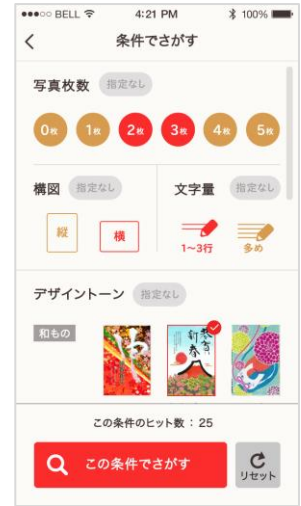 ●●●○○ BELL 4:21 PM 100%
条件でさがす
写真枚数 指定なし
0枚 1枚 2枚 3枚 4枚 5枚
構図 指定なし
文字量 指定なし
縦 横
1~3行 多め
デザイントーン 指定なし
和もの
賀 新春
この条件のヒット数：25
この条件でさがす
リセット